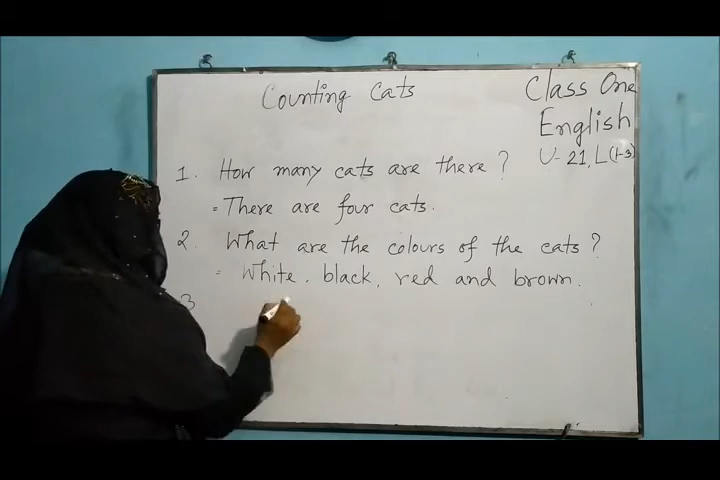 Counting Cats
Class One
English
U-21, L(1-3)
1. How many cats are there?
= There are four cats.
2. What are the colours of the cats?
= White, black, red and brown.
3